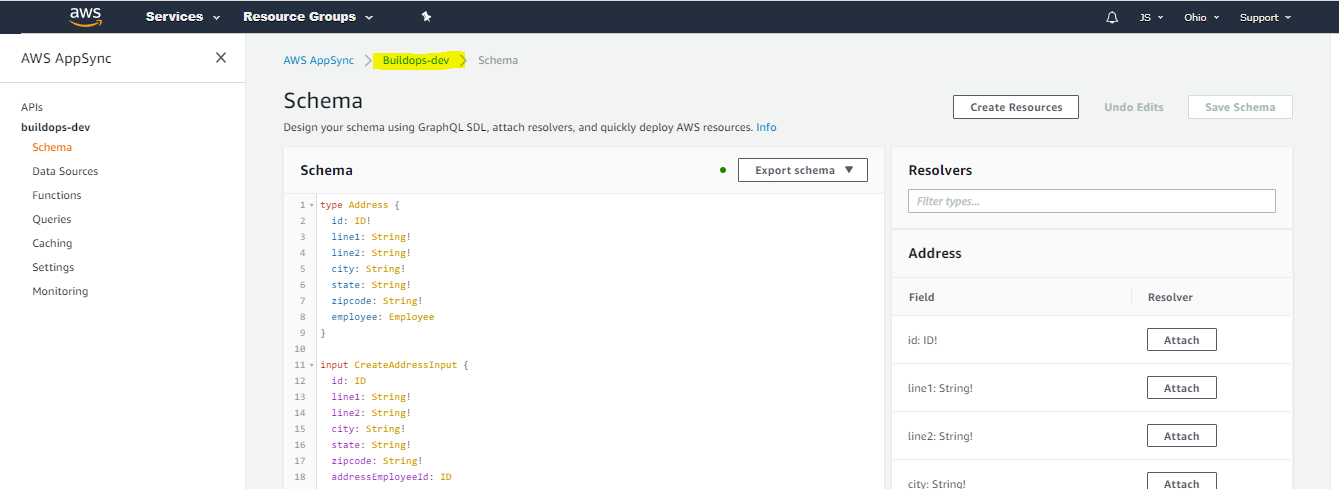 aws Services Resource Groups JS Ohio Support
AWS AppSync
APIs
buildops-dev
Schema
Data Sources
Functions
Queries
Caching
Settings
Monitoring
AWS AppSync Buildops-dev Schema
Schema
Create Resources Undo Edits Save Schema
Design your schema using GraphQL SDL, attach resolvers, and quickly deploy AWS resources. Info
Schema Export schema
1 type Address {
2 id: ID!
3 line1: String!
4 line2: String!
5 city: String!
6 state: String!
7 zipcode: String!
8 employee: Employee
9 }
10
11 input CreateAddressInput {
12 id: ID
13 line1: String!
14 line2: String!
15 city: String!
16 state: String!
17 zipcode: String!
18 addressEmployeeId: ID
Resolvers
Filter types...
Address
Field Resolver
id: ID! Attach
line1: String! Attach
line2: String! Attach
city: String! Attach